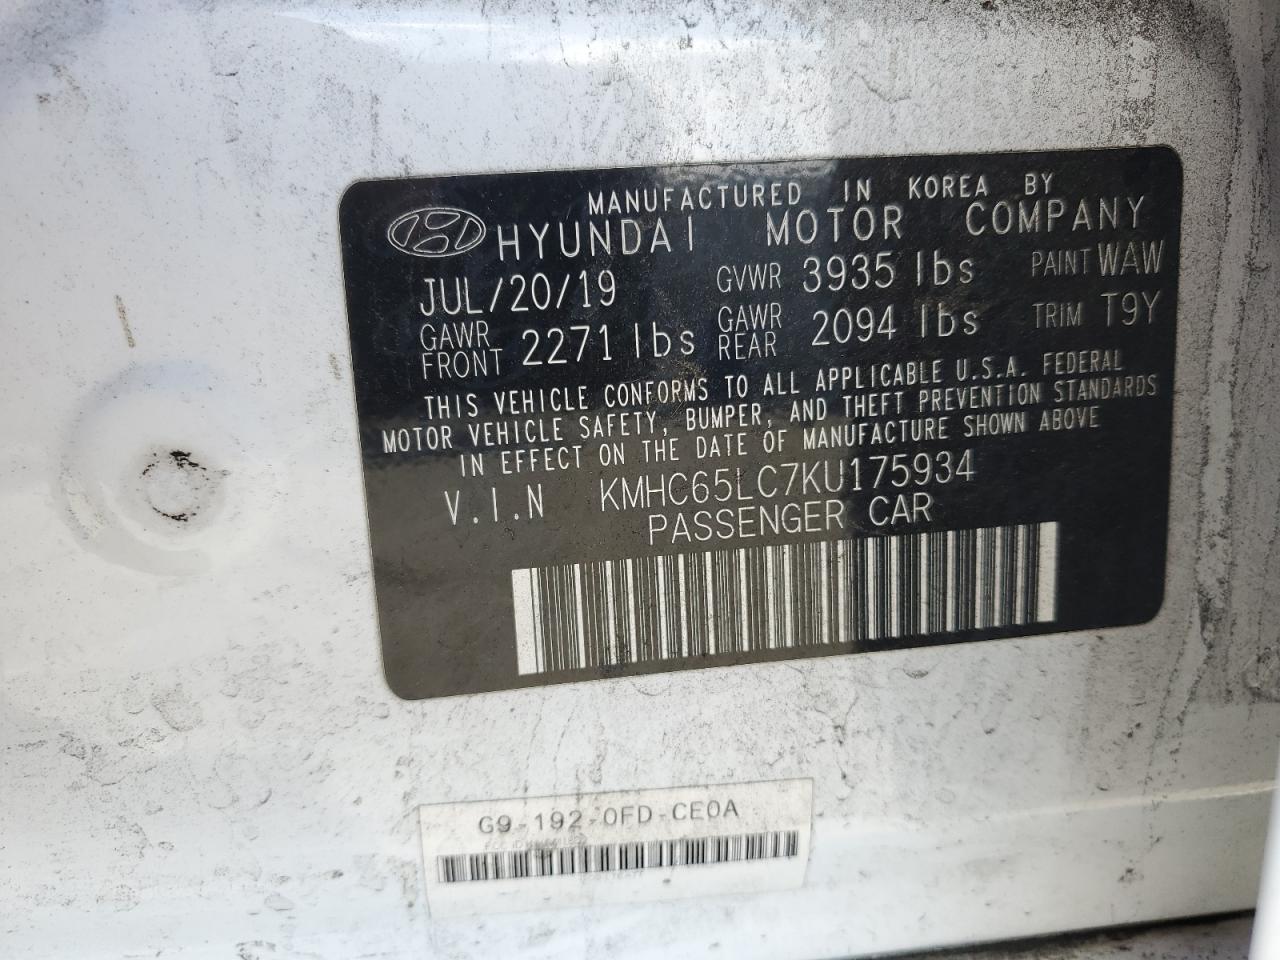 MANUFACTURED IN KOREA BY
HYUNDAI MOTOR COMPANY
JUL/20/19 GVWR 3935 lbs PAINT WAW
GAWR FRONT 2271 lbs GAWR REAR 2094 lbs TRIM T9Y
THIS VEHICLE CONFORMS TO ALL APPLICABLE U.S.A. FEDERAL
MOTOR VEHICLE SAFETY, BUMPER, AND THEFT PREVENTION STANDARDS
IN EFFECT ON THE DATE OF MANUFACTURE SHOWN ABOVE
V.I.N KMHC65LC7KU175934
PASSENGER CAR
G9-192-0FD-CE0A